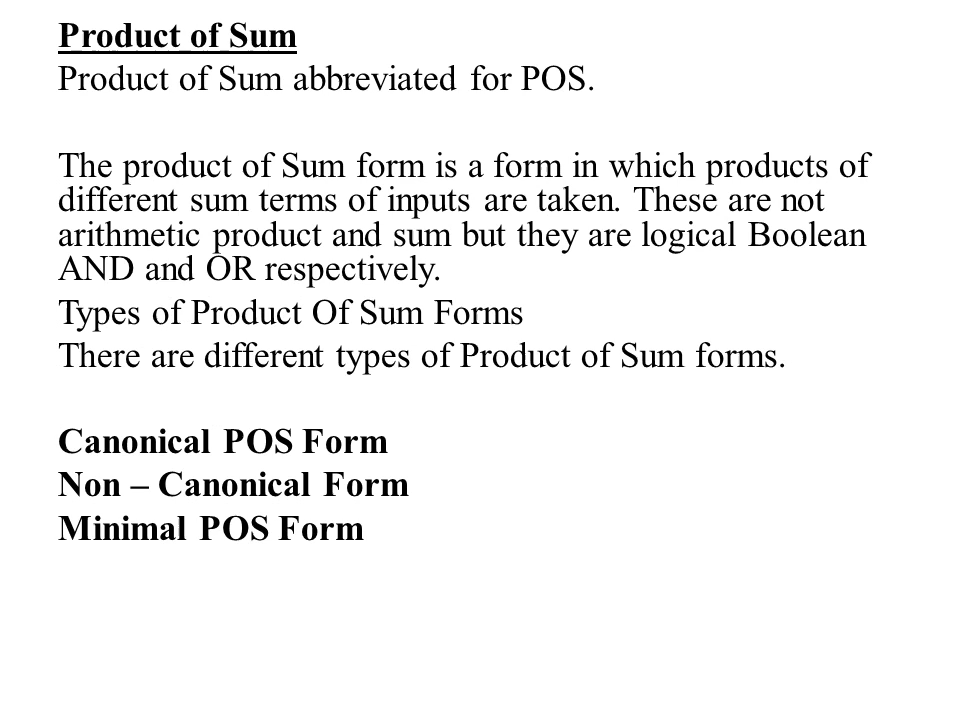 Product of Sum
Product of Sum abbreviated for POS.
The product of Sum form is a form in which products of
different sum terms of inputs are taken. These are not
arithmetic product and sum but they are logical Boolean
AND and OR respectively.
Types of Product Of Sum Forms
There are different types of Product of Sum forms.
Canonical POS Form
Non – Canonical Form
Minimal POS Form